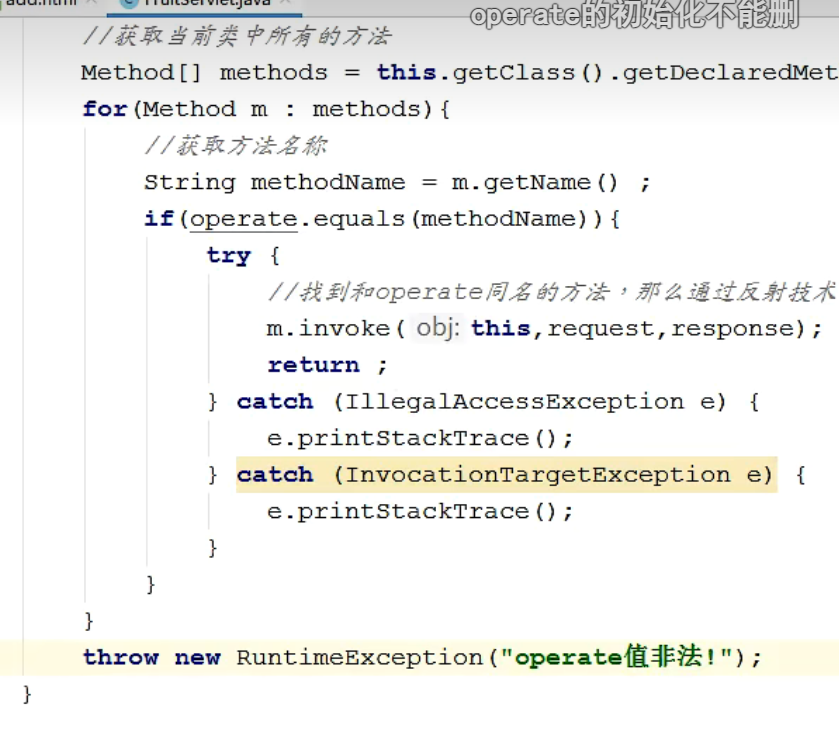 add.html FruitServlet.java
operate的初始化不能删
//获取当前类中所有的方法
Method[] methods = this.getClass().getDeclaredMet
for(Method m : methods){
//获取方法名称
String methodName = m.getName() ;
if(operate.equals(methodName)){
try {
//找到和operate同名的方法，那么通过反射技术
m.invoke( obj: this,request,response);
return ;
} catch (IllegalAccessException e) {
e.printStackTrace();
} catch (InvocationTargetException e) {
e.printStackTrace();
}
}
}
throw new RuntimeException("operate值非法!");
}